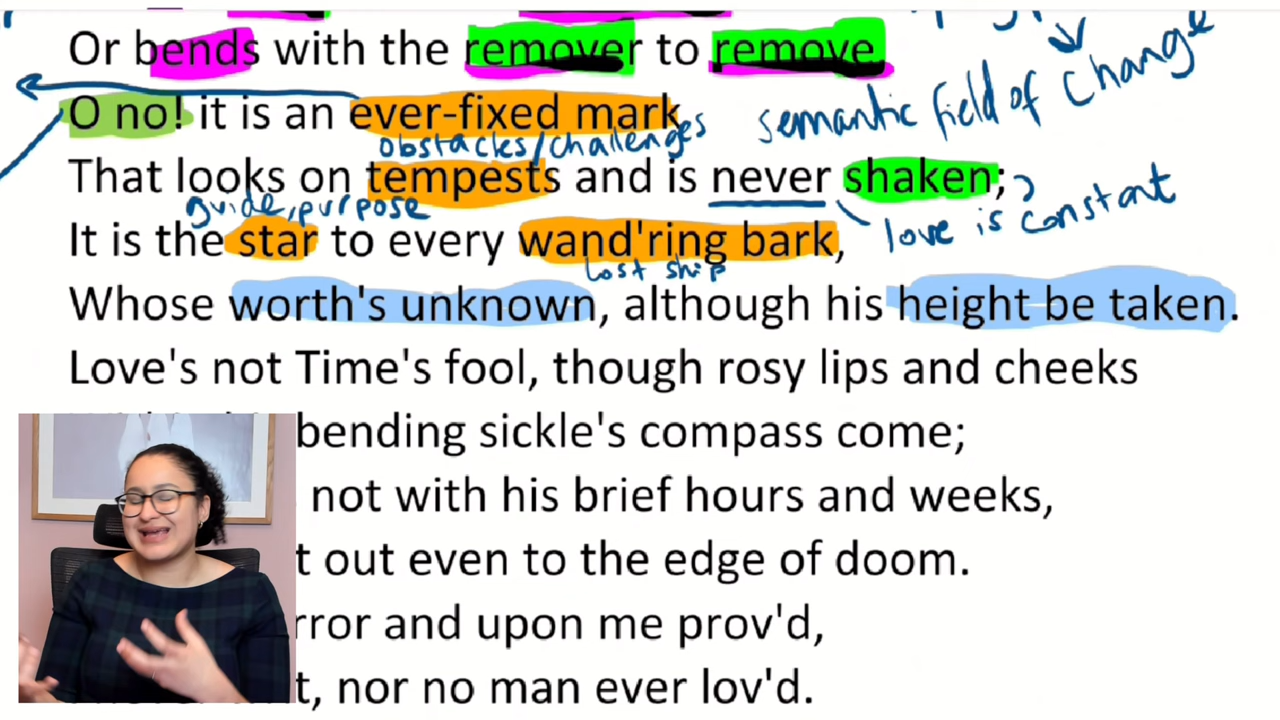 Or bends with the remover to remove.
O no! it is an ever-fixed mark
semantic field of change
obstacles/challenges
That looks on tempests and is never shaken;
guide, purpose
love is constant
It is the star to every wand'ring bark,
lost ship
Whose worth's unknown, although his height be taken.
Love's not Time's fool, though rosy lips and cheeks
bending sickle's compass come;
not with his brief hours and weeks,
out even to the edge of doom.
and upon me prov'd,
nor no man ever lov'd.